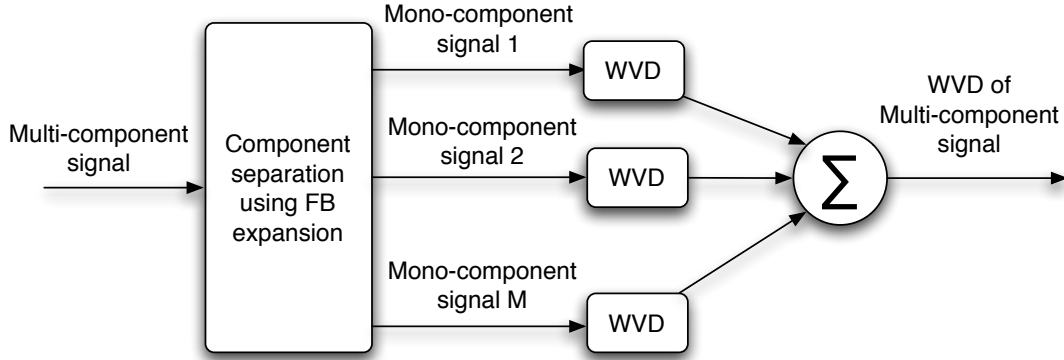 Multi-component
signal
Component
separation
using FB
expansion
Mono-component
signal 1
WVD
Mono-component
signal 2
WVD
Mono-component
signal M
WVD
Σ
WVD of
Multi-component
signal